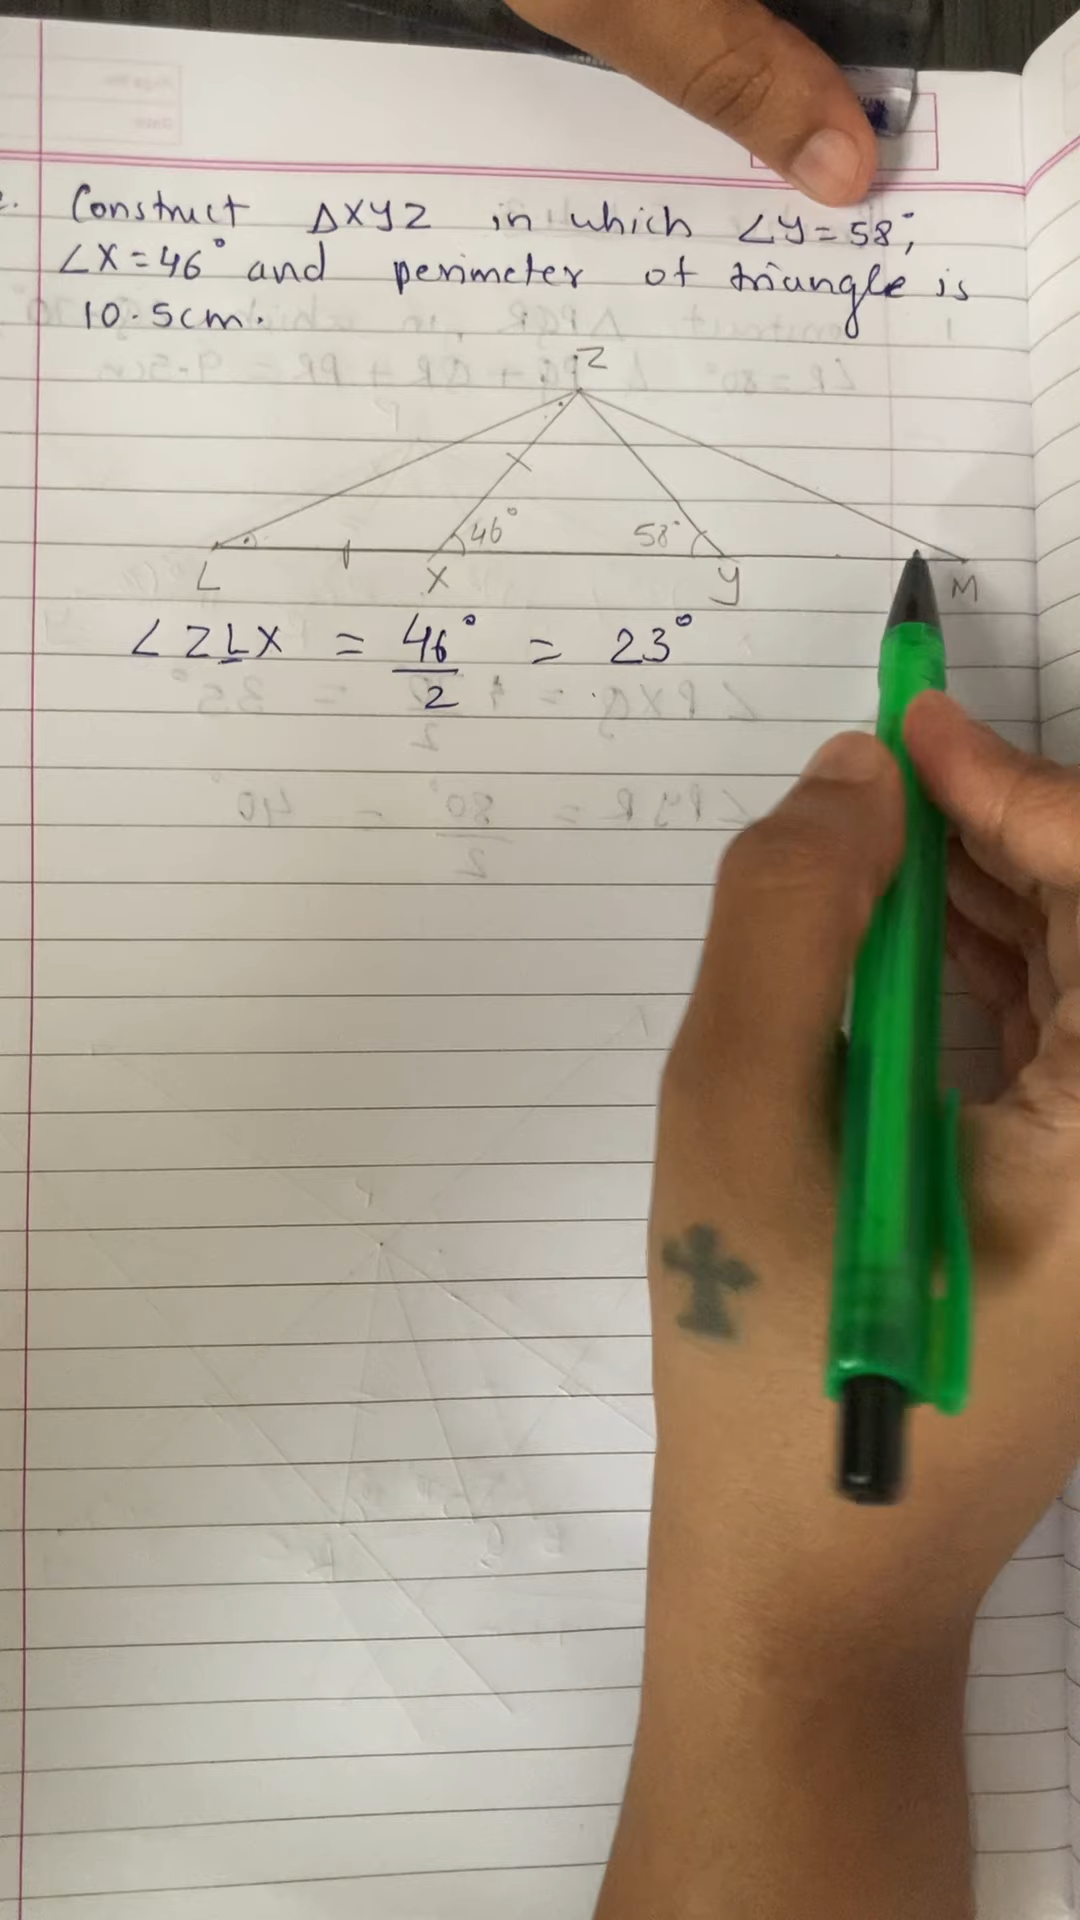 Construct ΔXYZ in which ∠Y=58°,
∠X=46° and perimeter of triangle is
10.5cm.
Z
46° 58°
L X Y M
∠ZLX = 46°/2 = 23°